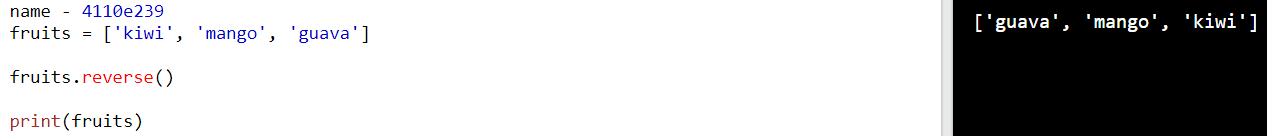 name - 4110e239
fruits = ['kiwi', 'mango', 'guava']
fruits.reverse()
print(fruits)
['guava', 'mango', 'kiwi']